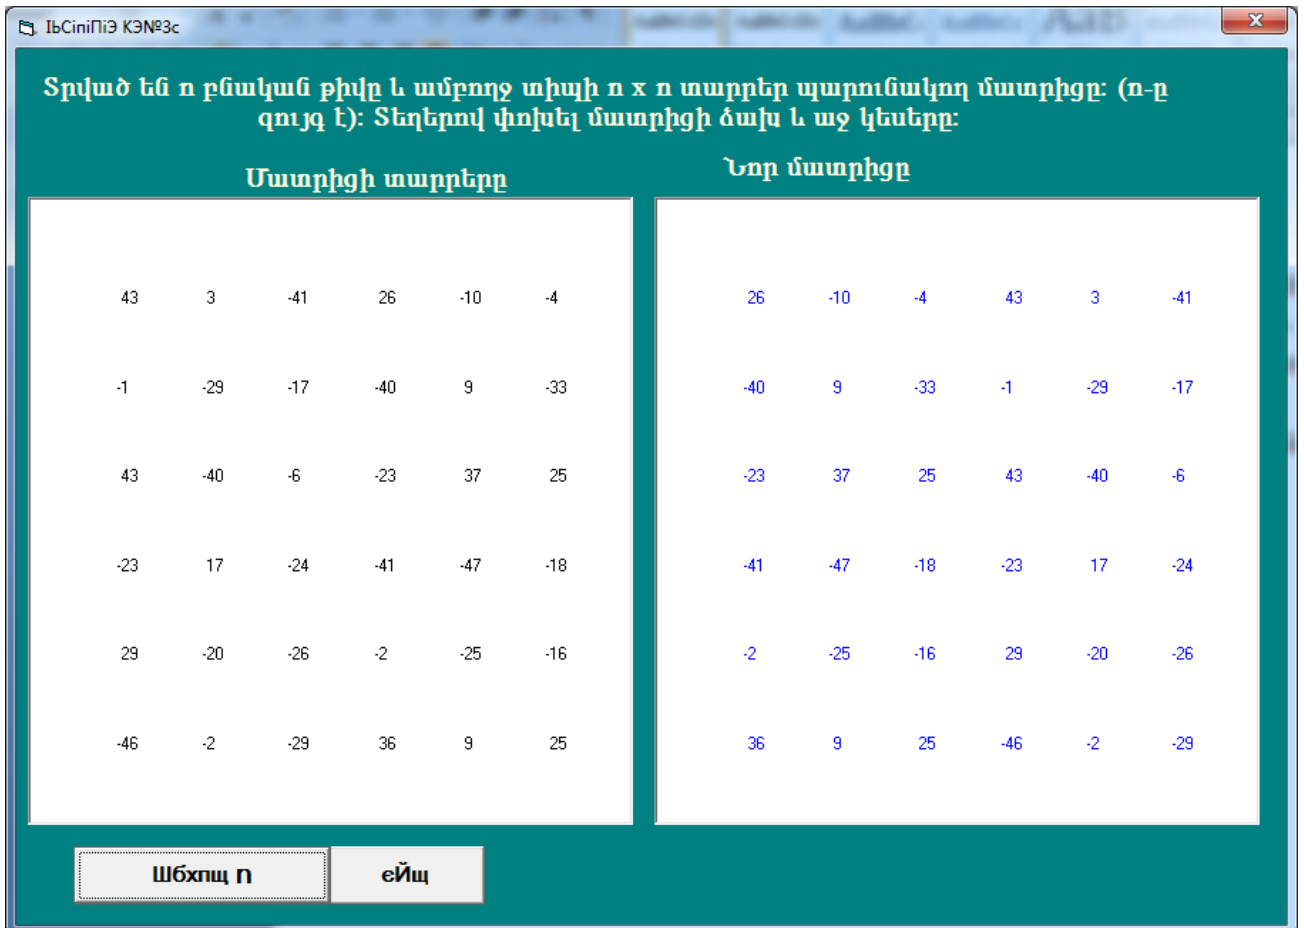 ІЬСіпіПіЭ КЭ№3с
Տրված են n բնական թիվը և ամբողջ տիպի n x n տարրեր պարունակող մատրիցը: (n-ը
զույգ է): Տեղերով փոխել մատրիցի ձախ և աջ կեսերը:
Մատրիցի տարրերը
Նոր մատրիցը
43 3 -41 26 -10 -4
-1 -29 -17 -40 9 -33
43 -40 -6 -23 37 25
-23 17 -24 -41 -47 -18
29 -20 -26 -2 -25 -16
-46 -2 -29 36 9 25
26 -10 -4 43 3 -41
-40 9 -33 -1 -29 -17
-23 37 25 43 -40 -6
-41 -47 -18 -23 17 -24
-2 -25 -16 29 -20 -26
36 9 25 -46 -2 -29
Шбхпщ Ո
єЙщ